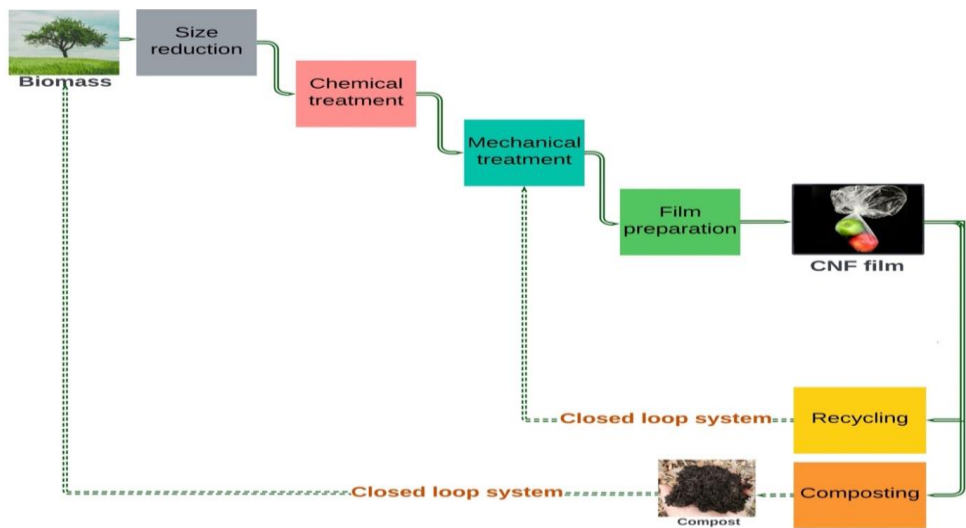 Size
reduction
Biomass
Chemical
treatment
Mechanical
treatment
Film
preparation
CNF film
Closed loop system
Recycling
Closed loop system
Composting
Compost